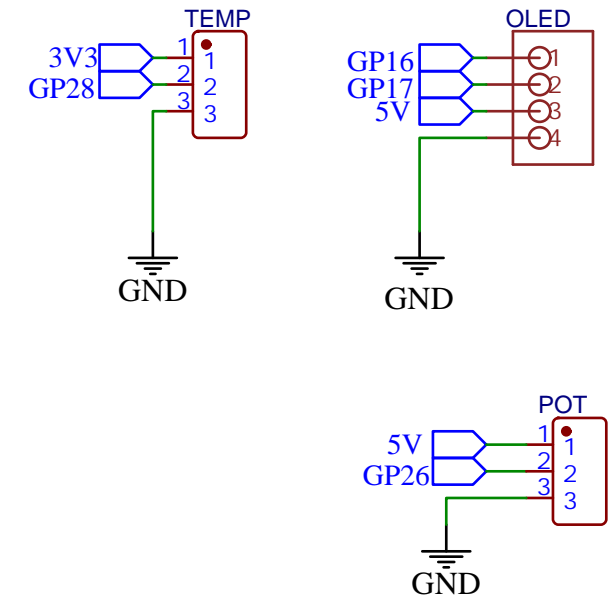 TEMP
3V3 1 1
GP28 2 2
3 3
GND
OLED
GP16 1
GP17 2
5V 3
4
GND
POT
5V 1 1
GP26 2 2
3 3
GND